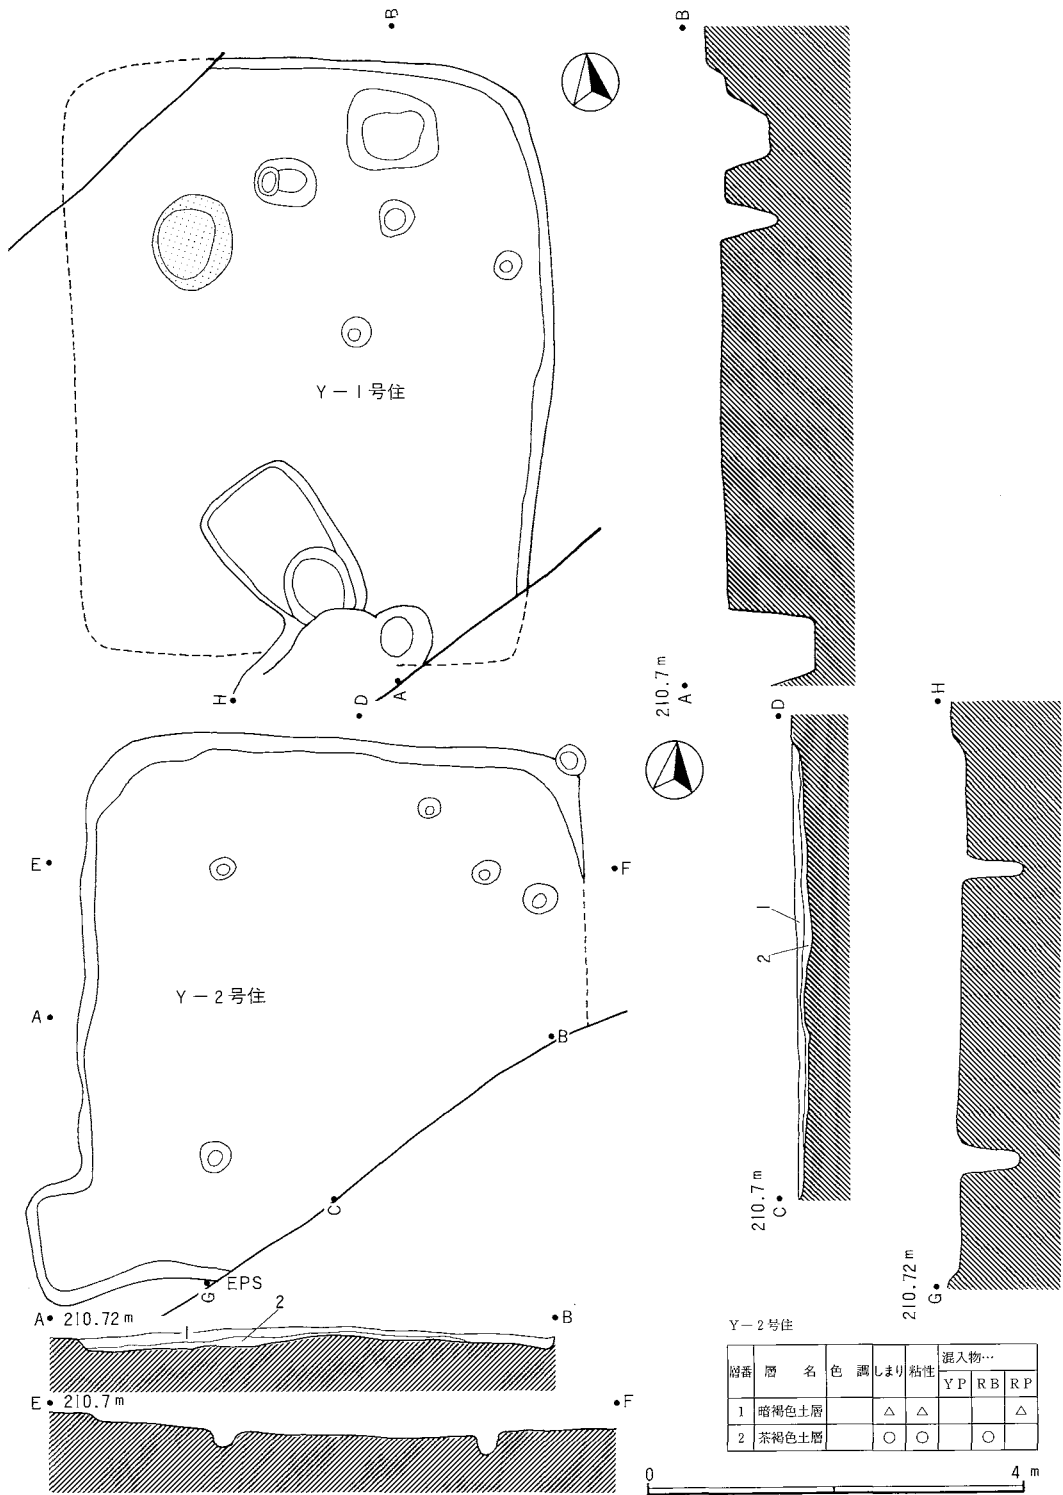 B
B
Y－1号住
H
D
A
210.7m
A
D
H
E
F
Y－2号住
A
B
1
2
C
G
EPS
210.7m
C
210.72m
G
A 210.72m
1
2
B
E 210.7m
F
Y－2号住
層番 層名 色調 しまり 粘性 混入物…
YP RB RP
1 暗褐色土層 △ △ △
2 茶褐色土層 ○ ○ ○
0 4m